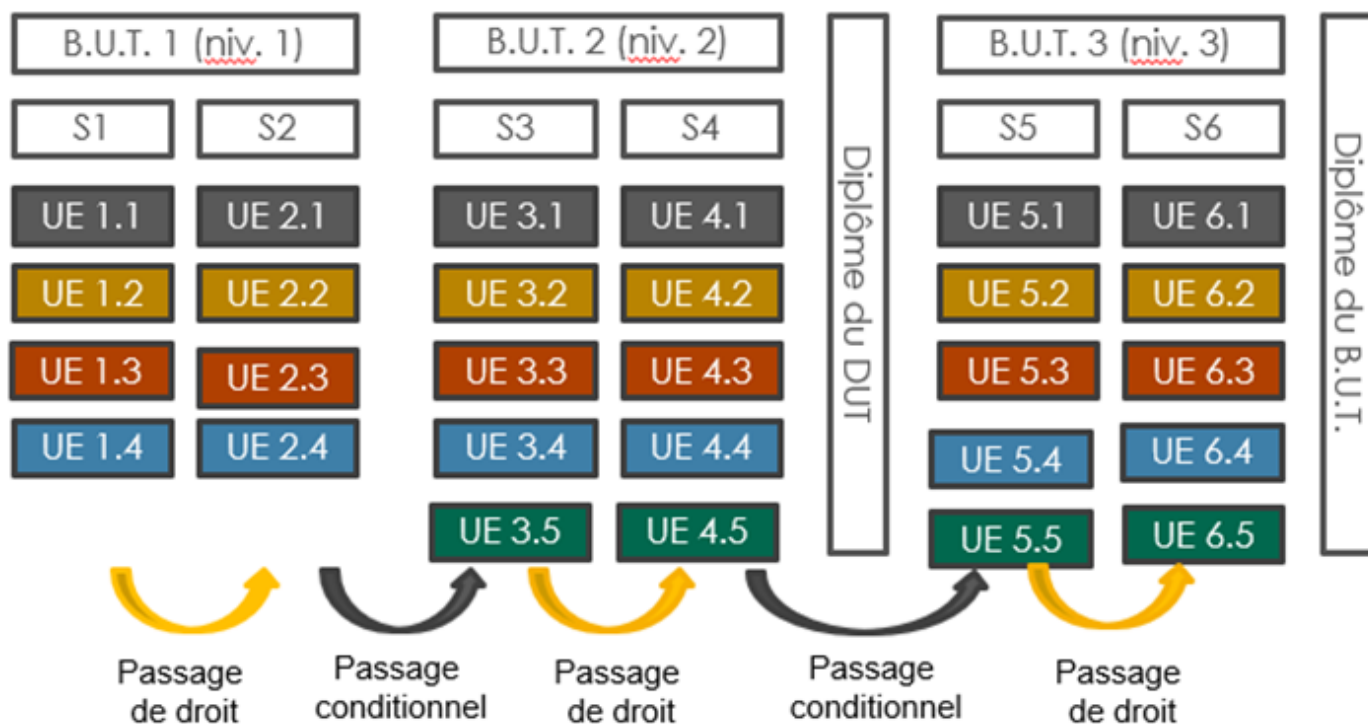 B.U.T. 1 (niv. 1)
B.U.T. 2 (niv. 2)
B.U.T. 3 (niv. 3)
S1
S2
S3
S4
S5
S6
UE 1.1
UE 2.1
UE 3.1
UE 4.1
UE 5.1
UE 6.1
UE 1.2
UE 2.2
UE 3.2
UE 4.2
UE 5.2
UE 6.2
UE 1.3
UE 2.3
UE 3.3
UE 4.3
UE 5.3
UE 6.3
UE 1.4
UE 2.4
UE 3.4
UE 4.4
UE 5.4
UE 6.4
UE 3.5
UE 4.5
UE 5.5
UE 6.5
Diplôme du DUT
Diplôme du B.U.T.
Passage
de droit
Passage
conditionnel
Passage
de droit
Passage
conditionnel
Passage
de droit